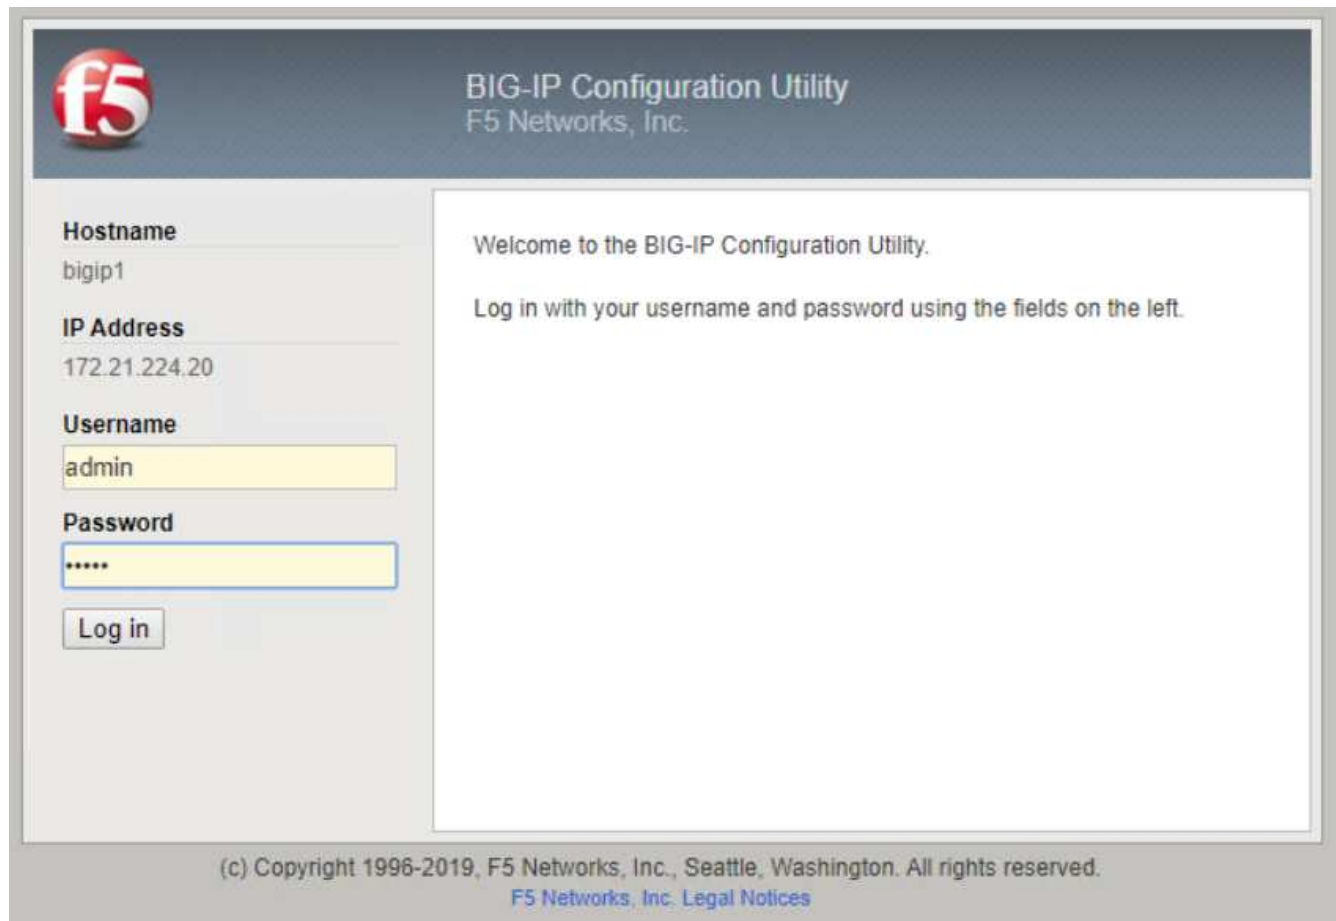 f5
BIG-IP Configuration Utility
F5 Networks, Inc.
Hostname
bigip1
IP Address
172.21.224.20
Username
admin
Password
•••••
Log in
Welcome to the BIG-IP Configuration Utility.
Log in with your username and password using the fields on the left.
(c) Copyright 1996-2019, F5 Networks, Inc., Seattle, Washington. All rights reserved.
F5 Networks, Inc. Legal Notices